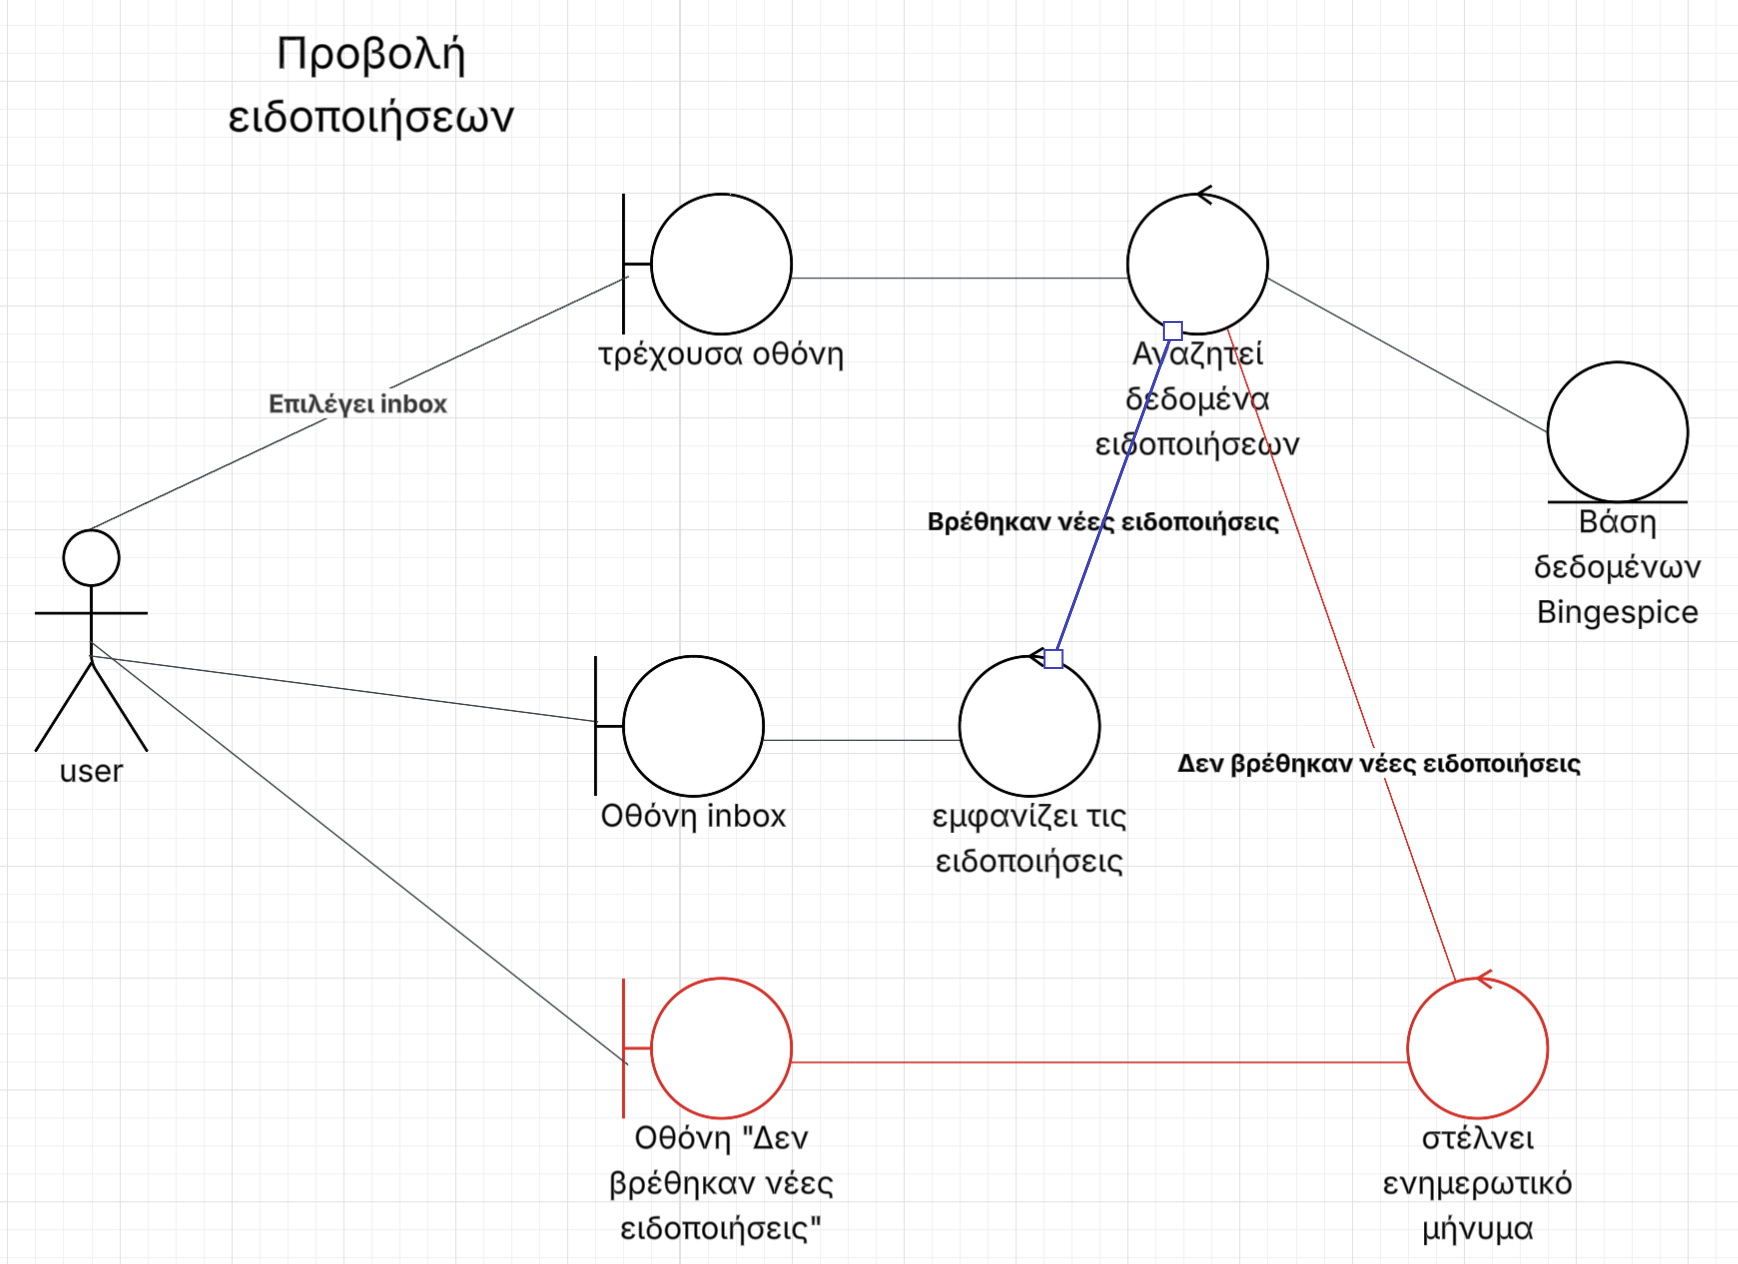 Προβολή
ειδοποιήσεων
τρέχουσα οθόνη
Αναζητεί
δεδομένα
ειδοποιήσεων
Επιλέγει inbox
Βρέθηκαν νέες ειδοποιήσεις
Βάση
δεδομένων
Bingespice
user
Οθόνη inbox
εμφανίζει τις
ειδοποιήσεις
Δεν βρέθηκαν νέες ειδοποιήσεις
Οθόνη "Δεν
βρέθηκαν νέες
ειδοποιήσεις"
στέλνει
ενημερωτικό
μήνυμα